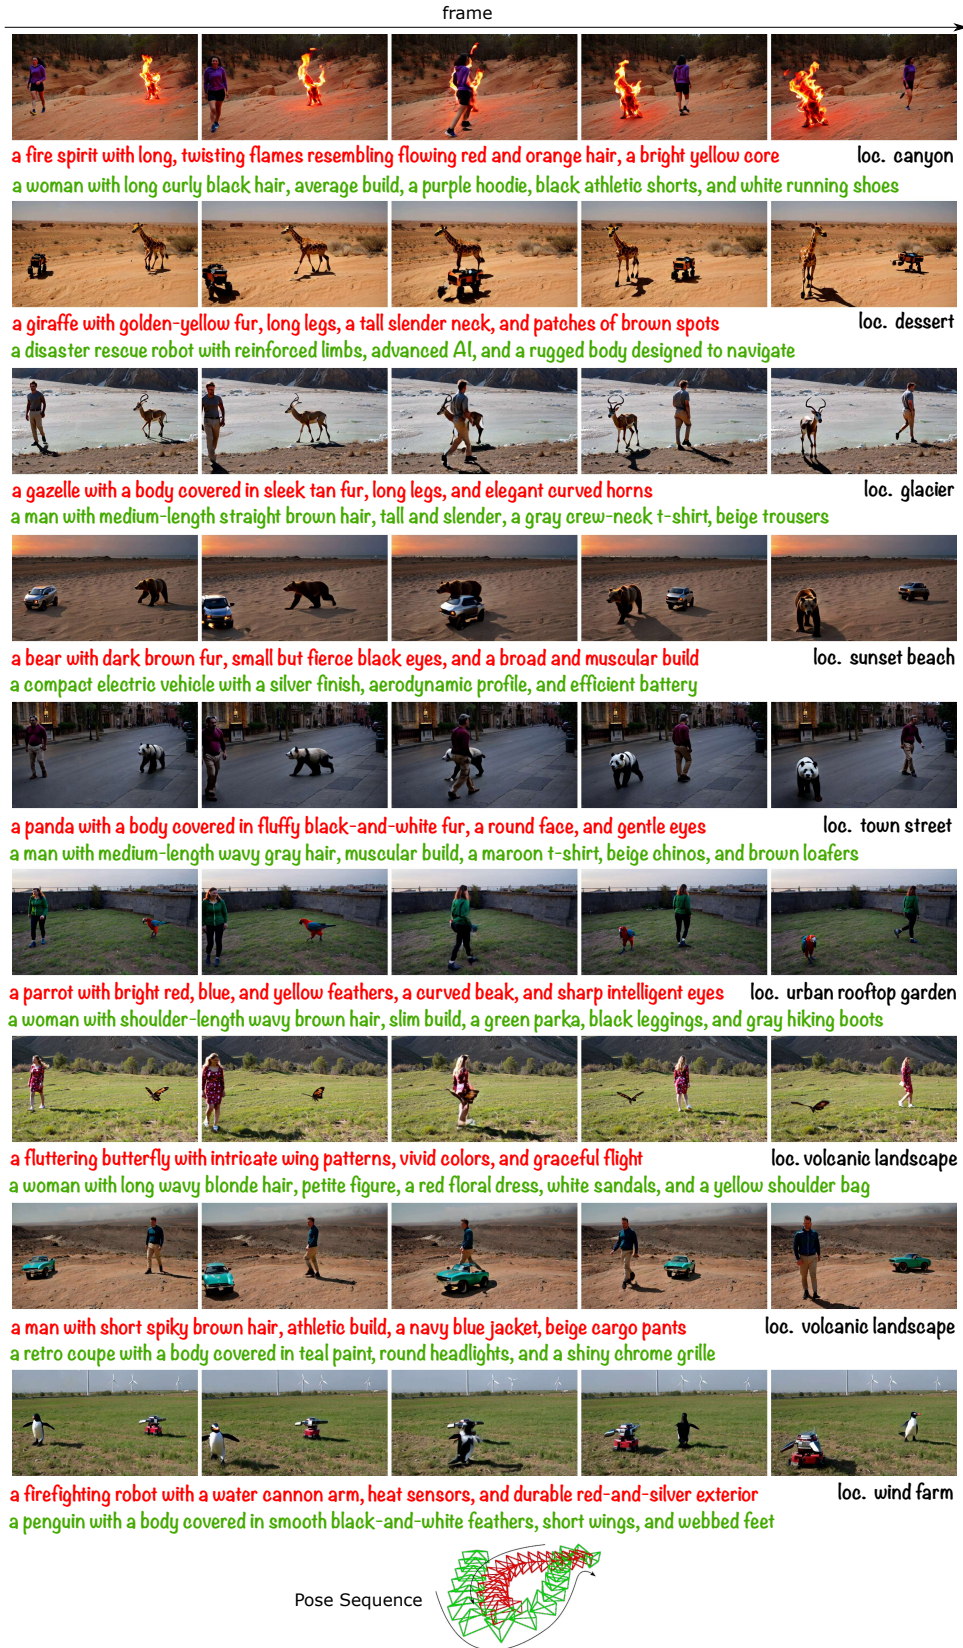 frame
a fire spirit with long, twisting flames resembling flowing red and orange hair, a bright yellow core loc. canyon
a woman with long curly black hair, average build, a purple hoodie, black athletic shorts, and white running shoes
a giraffe with golden-yellow fur, long legs, a tall slender neck, and patches of brown spots loc. dessert
a disaster rescue robot with reinforced limbs, advanced AI, and a rugged body designed to navigate
a gazelle with a body covered in sleek tan fur, long legs, and elegant curved horns loc. glacier
a man with medium-length straight brown hair, tall and slender, a gray crew-neck t-shirt, beige trousers
a bear with dark brown fur, small but fierce black eyes, and a broad and muscular build loc. sunset beach
a compact electric vehicle with a silver finish, aerodynamic profile, and efficient battery
a panda with a body covered in fluffy black-and-white fur, a round face, and gentle eyes loc. town street
a man with medium-length wavy gray hair, muscular build, a maroon t-shirt, beige chinos, and brown loafers
a parrot with bright red, blue, and yellow feathers, a curved beak, and sharp intelligent eyes loc. urban rooftop garden
a woman with shoulder-length wavy brown hair, slim build, a green parka, black leggings, and gray hiking boots
a fluttering butterfly with intricate wing patterns, vivid colors, and graceful flight loc. volcanic landscape
a woman with long wavy blonde hair, petite figure, a red floral dress, white sandals, and a yellow shoulder bag
a man with short spiky brown hair, athletic build, a navy blue jacket, beige cargo pants loc. volcanic landscape
a retro coupe with a body covered in teal paint, round headlights, and a shiny chrome grille
a firefighting robot with a water cannon arm, heat sensors, and durable red-and-silver exterior loc. wind farm
a penguin with a body covered in smooth black-and-white feathers, short wings, and webbed feet
Pose Sequence